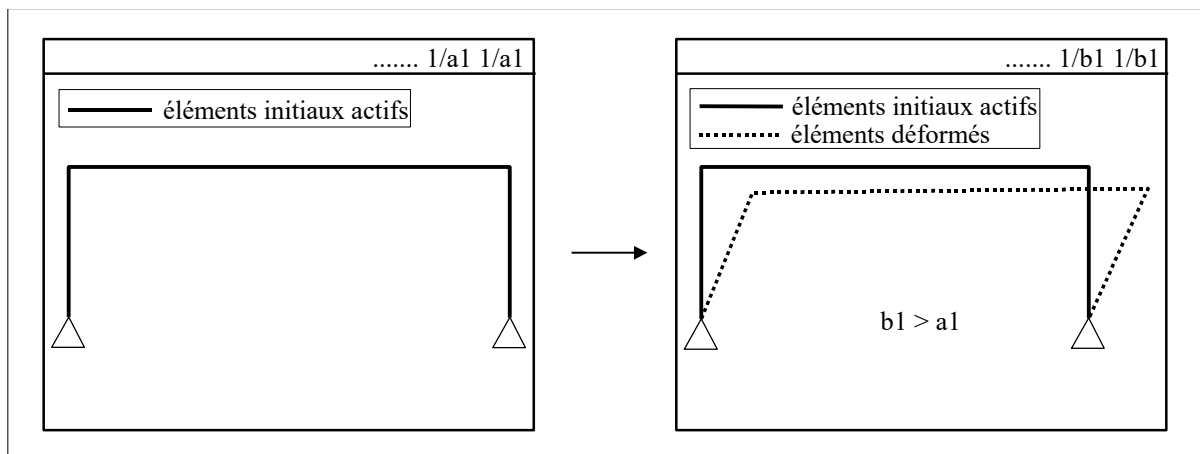 ....... 1/a1 1/a1
éléments initiaux actifs
....... 1/b1 1/b1
éléments initiaux actifs
éléments déformés
b1 > a1